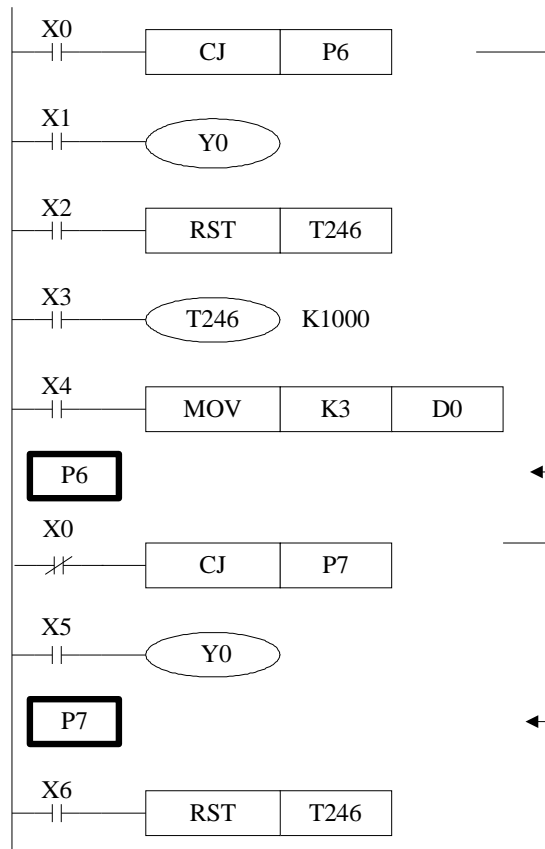 X0
CJ P6
X1
Y0
X2
RST T246
X3
T246 K1000
X4
MOV K3 D0
P6
X0
CJ P7
X5
Y0
P7
X6
RST T246